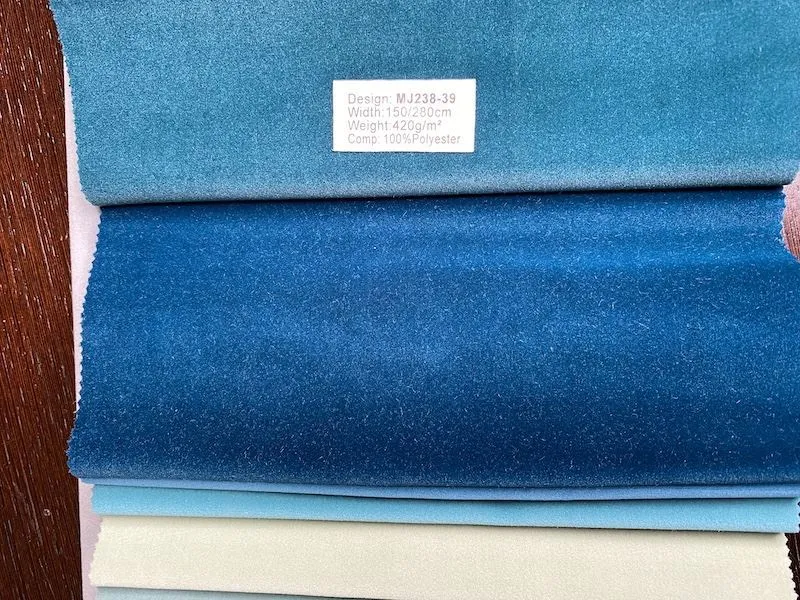 Design: MJ238-39
Width:150/280cm
Weight:420g/m²
Comp: 100%Polyester